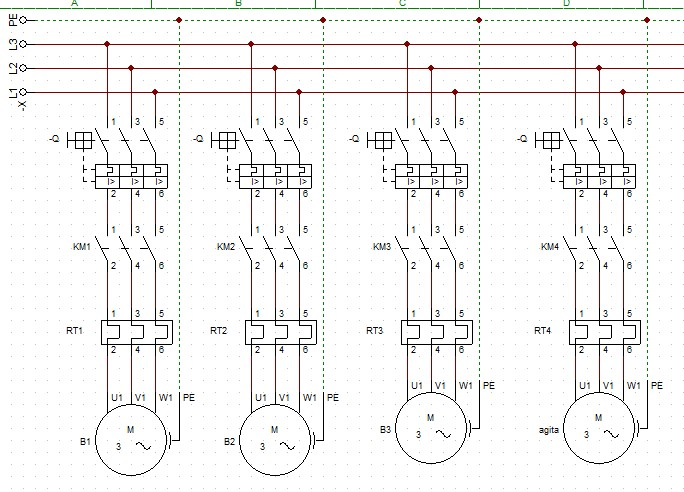 A B C D
PE
L3
L2
L1
-X
1 3 5 1 3 5 1 3 5 1 3 5
-Q -Q -Q -Q
I> I> I> I> I> I> I> I> I> I> I> I>
2 4 6 2 4 6 2 4 6 2 4 6
1 3 5 1 3 5 1 3 5 1 3 5
KM1 KM2 KM3 KM4
2 4 6 2 4 6 2 4 6 2 4 6
1 3 5 1 3 5 1 3 5 1 3 5
RT1 RT2 RT3 RT4
2 4 6 2 4 6 2 4 6 2 4 6
U1 V1 W1 PE U1 V1 W1 PE U1 V1 W1 PE U1 V1 W1 PE
M M M M
B1 B2 B3 agita
3 3 3 3